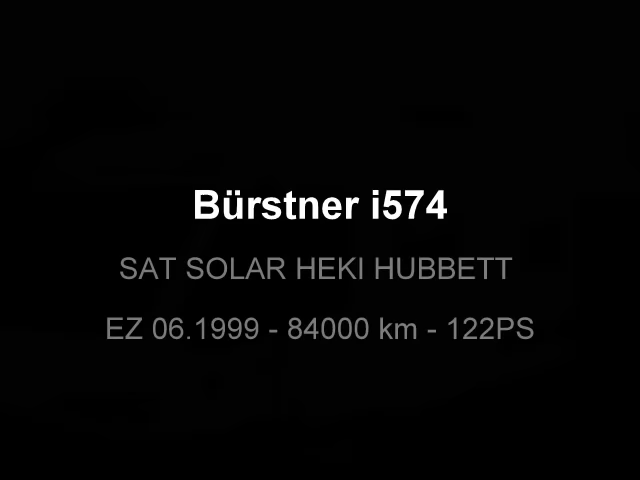 Bürstner i574
SAT SOLAR HEKI HUBBETT
EZ 06.1999 - 84000 km - 122PS